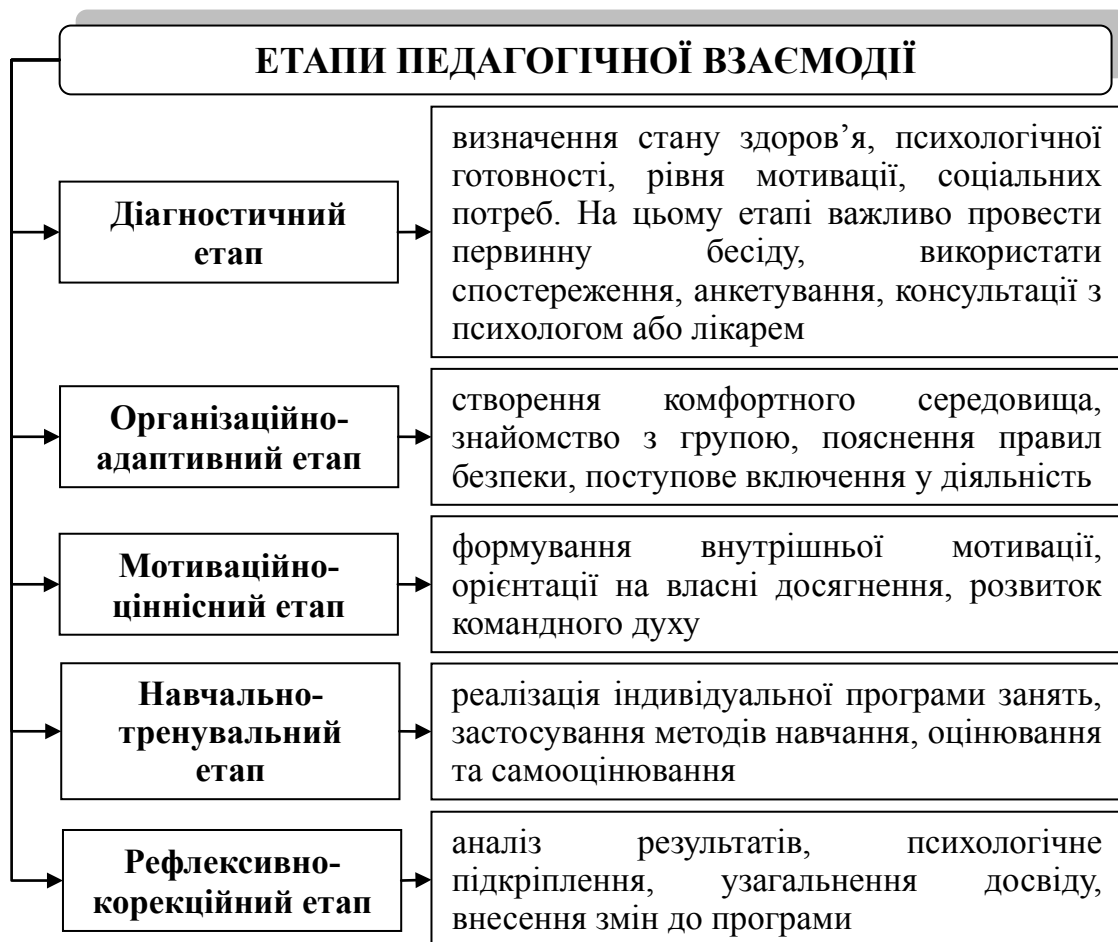 ЕТАПИ ПЕДАГОГІЧНОЇ ВЗАЄМОДІЇ
Діагностичний
етап
визначення стану здоров’я, психологічної
готовності, рівня мотивації, соціальних
потреб. На цьому етапі важливо провести
первинну бесіду, використати
спостереження, анкетування, консультації з
психологом або лікарем
Організаційно-
адаптивний етап
створення комфортного середовища,
знайомство з групою, пояснення правил
безпеки, поступове включення у діяльність
Мотиваційно-
ціннісний етап
формування внутрішньої мотивації,
орієнтації на власні досягнення, розвиток
командного духу
Навчально-
тренувальний
етап
реалізація індивідуальної програми занять,
застосування методів навчання, оцінювання
та самооцінювання
Рефлексивно-
корекційний етап
аналіз результатів, психологічне
підкріплення, узагальнення досвіду,
внесення змін до програми